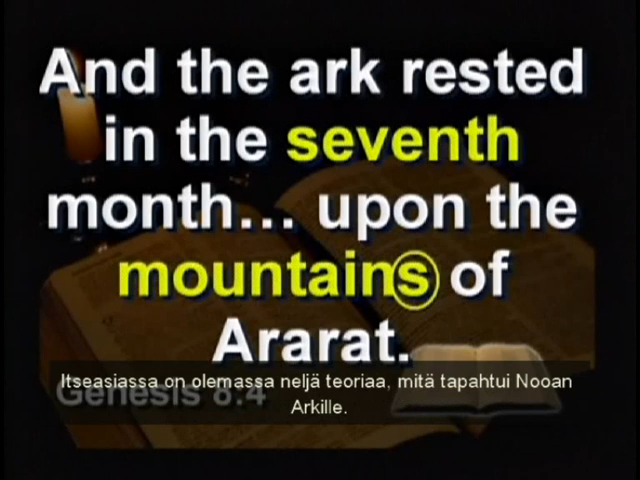 And the ark rested
in the seventh
month... upon the
mountains of
Ararat.
Genesis 8:4
Itseasiassa on olemassa neljä teoriaa, mitä tapahtui Nooan
Arkille.